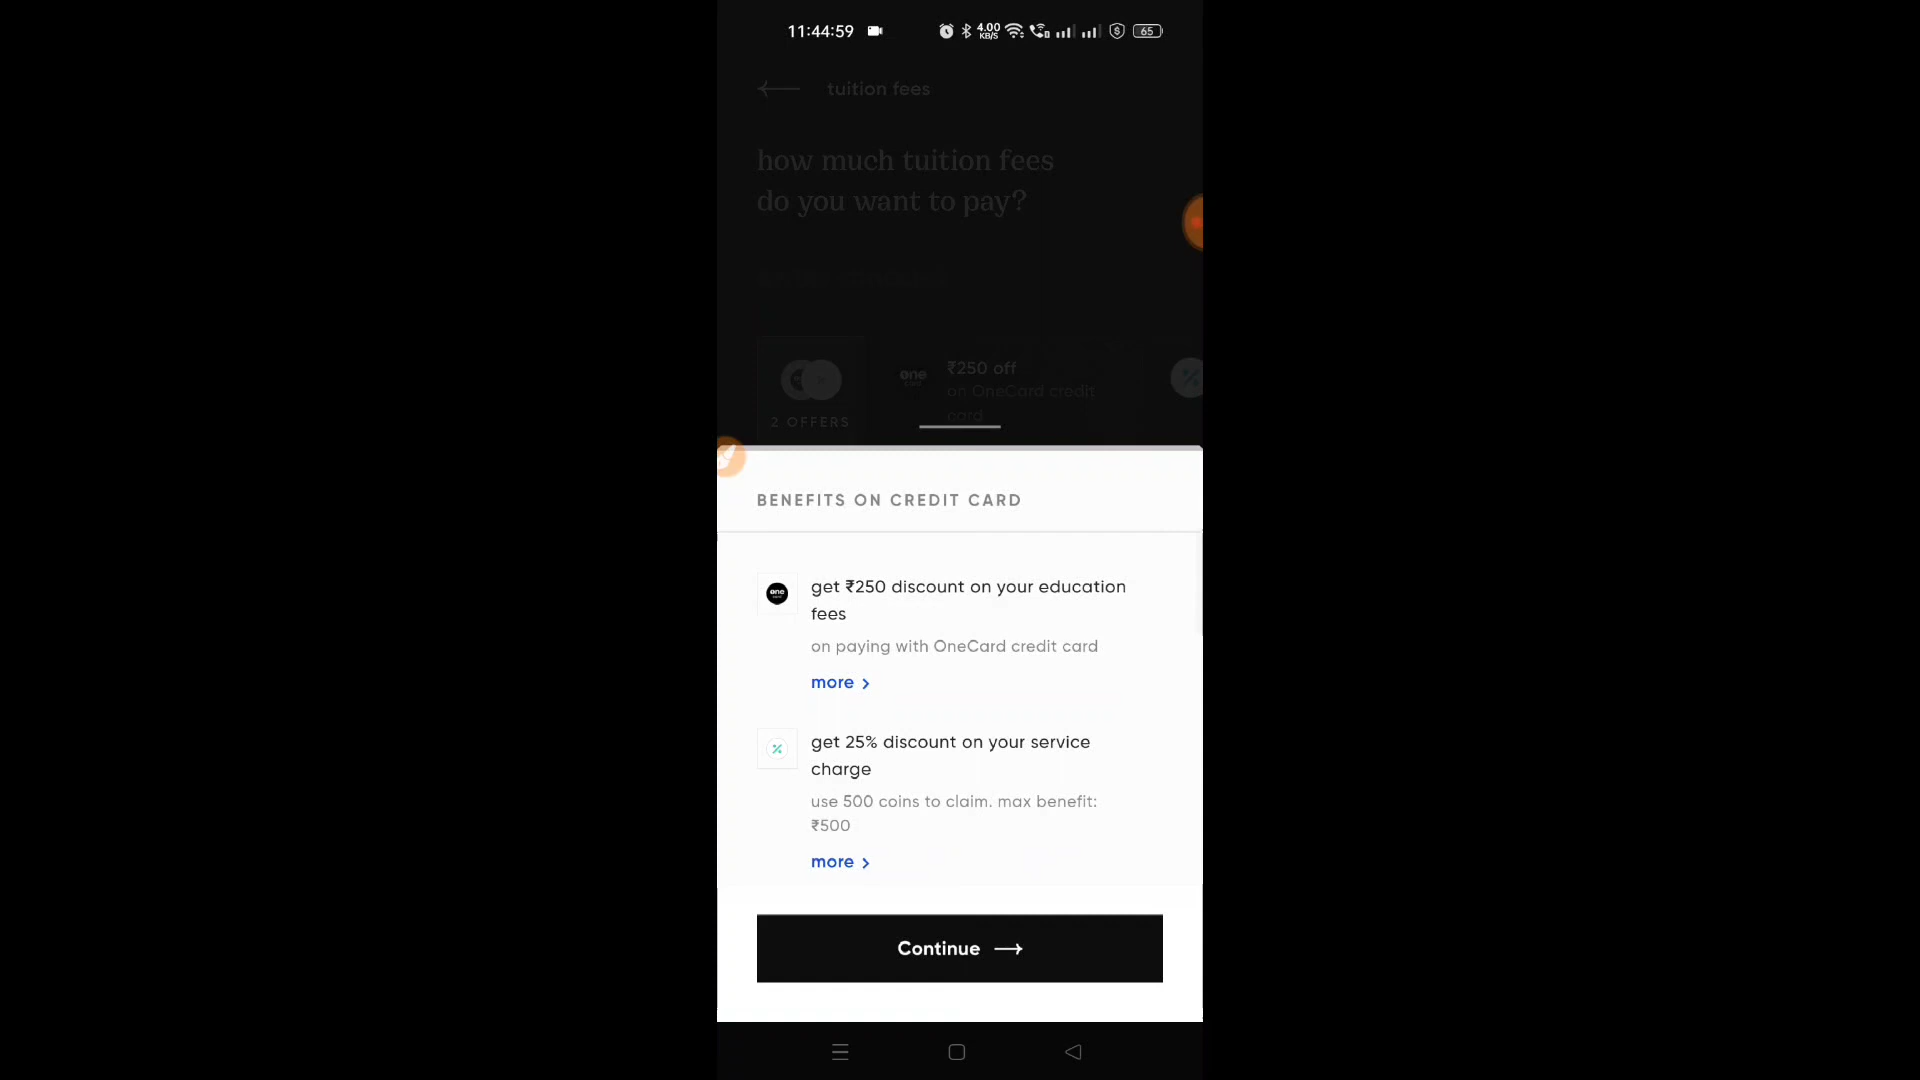 11:44:59
4.00
KB/S
65
tuition fees
how much tuition fees
do you want to pay?
one
card
₹250 off
on OneCard credit
card
2 OFFERS
BENEFITS ON CREDIT CARD
one
get ₹250 discount on your education
fees
on paying with OneCard credit card
more
get 25% discount on your service
charge
use 500 coins to claim. max benefit:
₹500
more
Continue